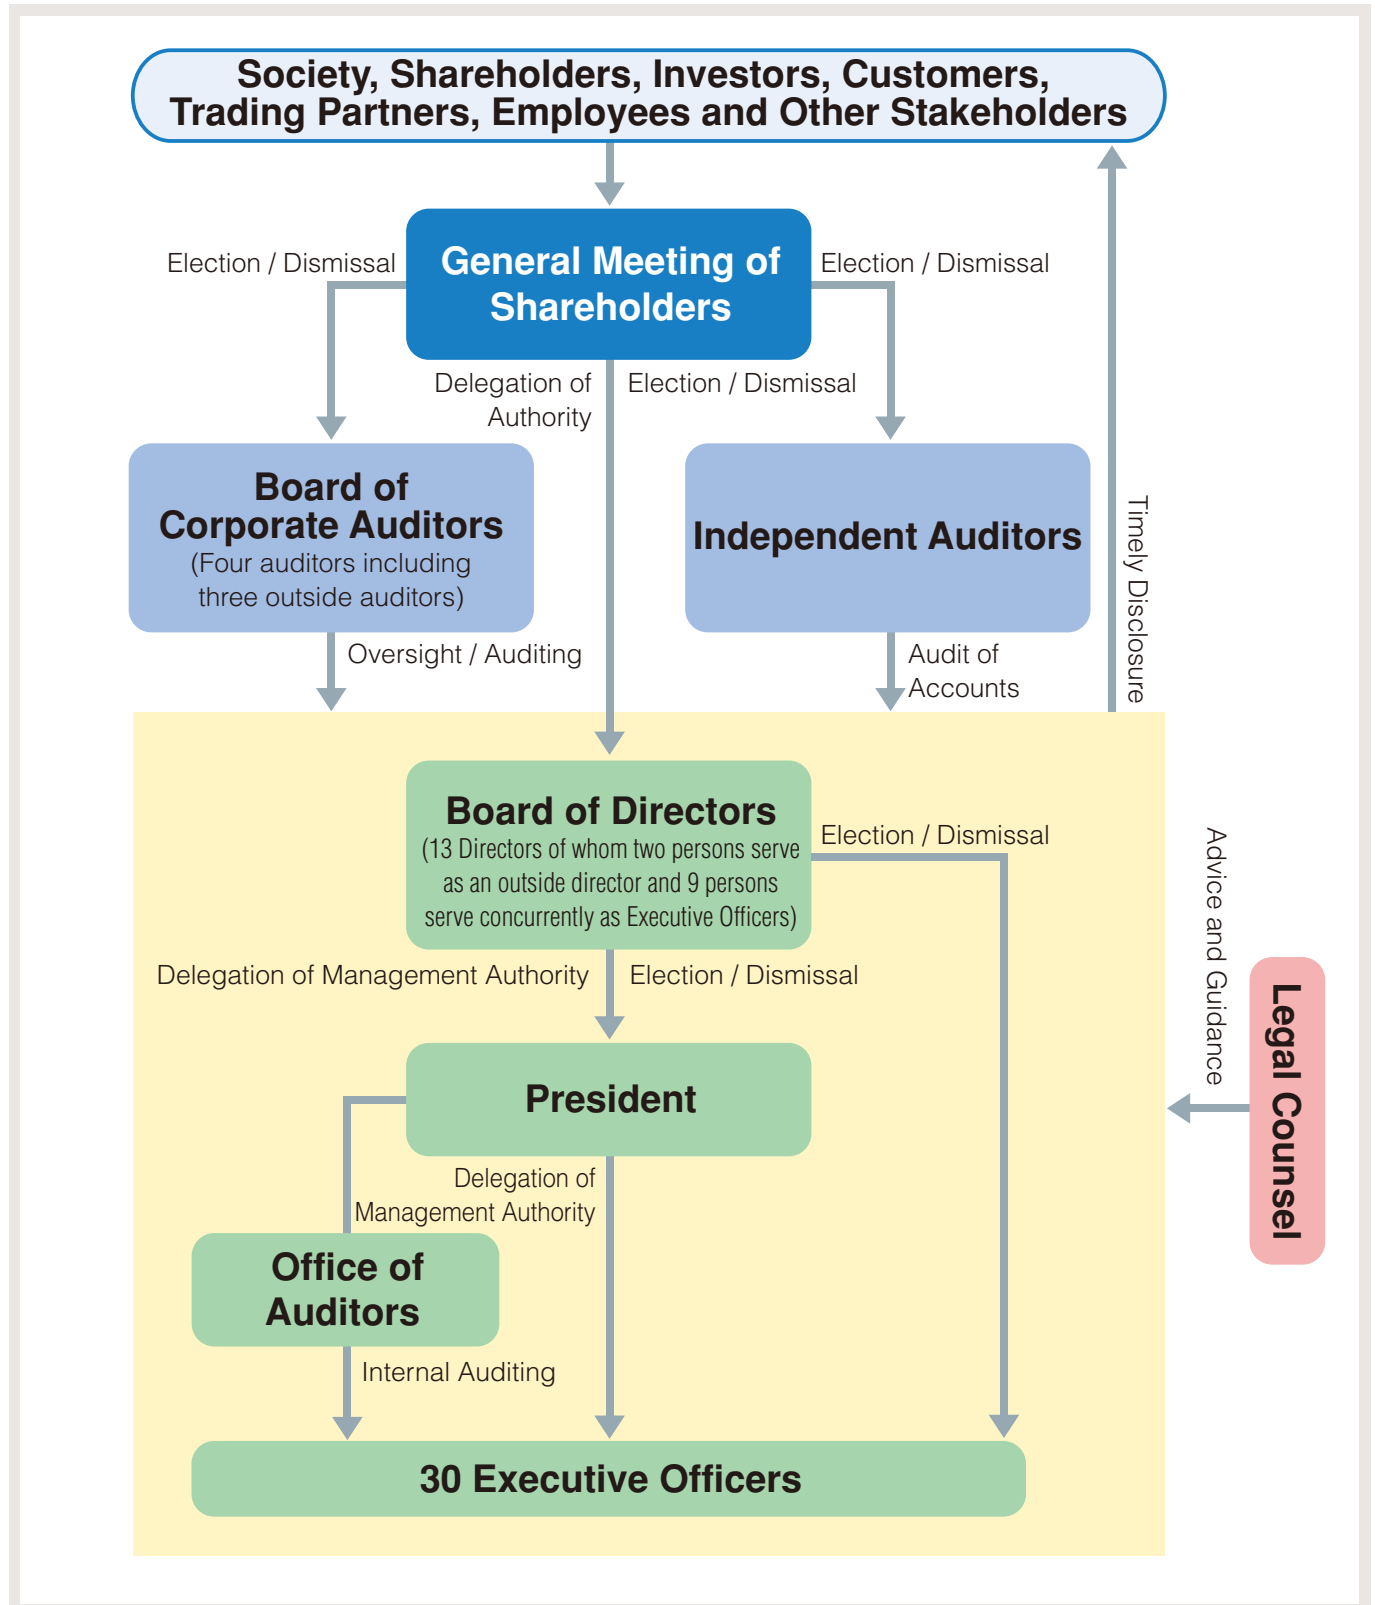 Society, Shareholders, Investors, Customers,
Trading Partners, Employees and Other Stakeholders
General Meeting of
Shareholders
Election / Dismissal
Election / Dismissal
Delegation of
Authority
Election / Dismissal
Board of
Corporate Auditors
(Four auditors including
three outside auditors)
Independent Auditors
Timely Disclosure
Oversight / Auditing
Audit of
Accounts
Board of Directors
(13 Directors of whom two persons serve
as an outside director and 9 persons
serve concurrently as Executive Officers)
Election / Dismissal
Delegation of Management Authority
Election / Dismissal
Advice and Guidance
Legal Counsel
President
Delegation of
Management Authority
Office of
Auditors
Internal Auditing
30 Executive Officers